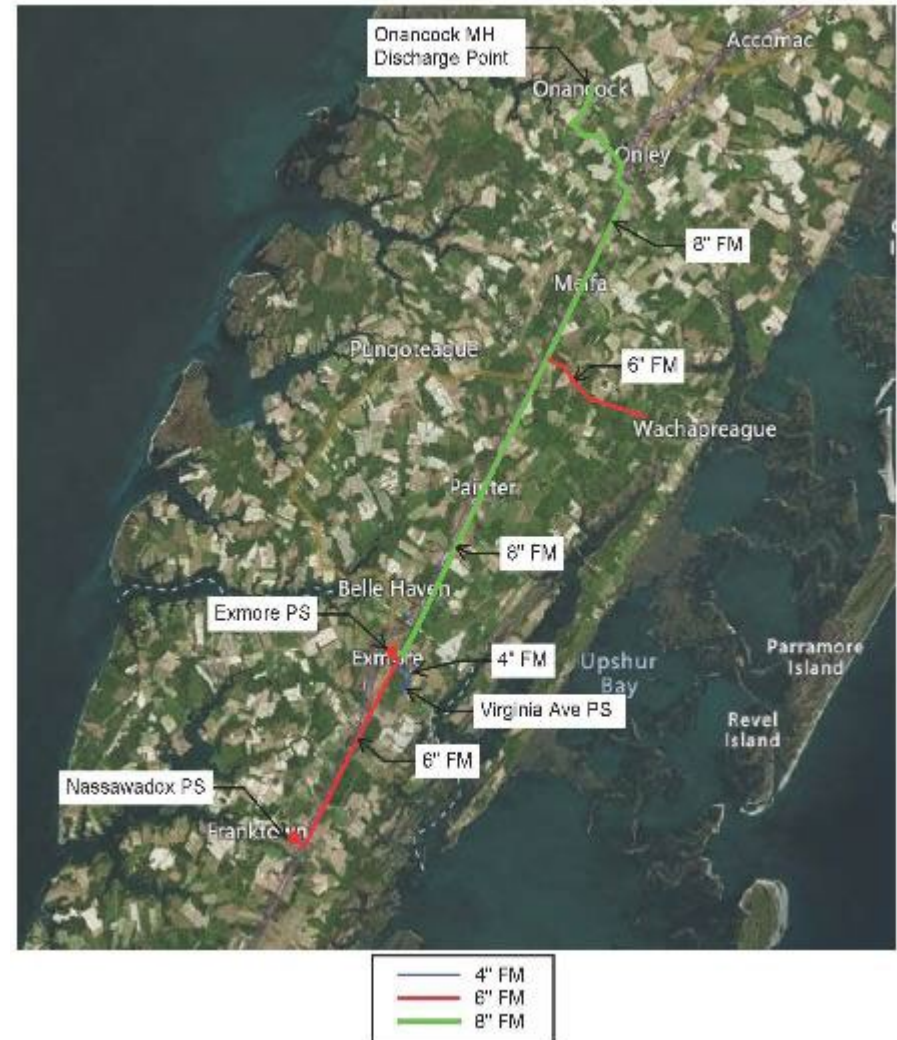 Onancock MH
Discharge Point
Accomac
Onancock
Onley
8" FM
Melfa
Pungoteague
6" FM
Wachapreague
Painter
8" FM
Belle Haven
Exmore PS
Exmore
4" FM
Upshur
Bay
Parramore
Island
Virginia Ave PS
Revel
Island
6" FM
Nassawadox PS
Franktown
4" FM
6" FM
8" FM